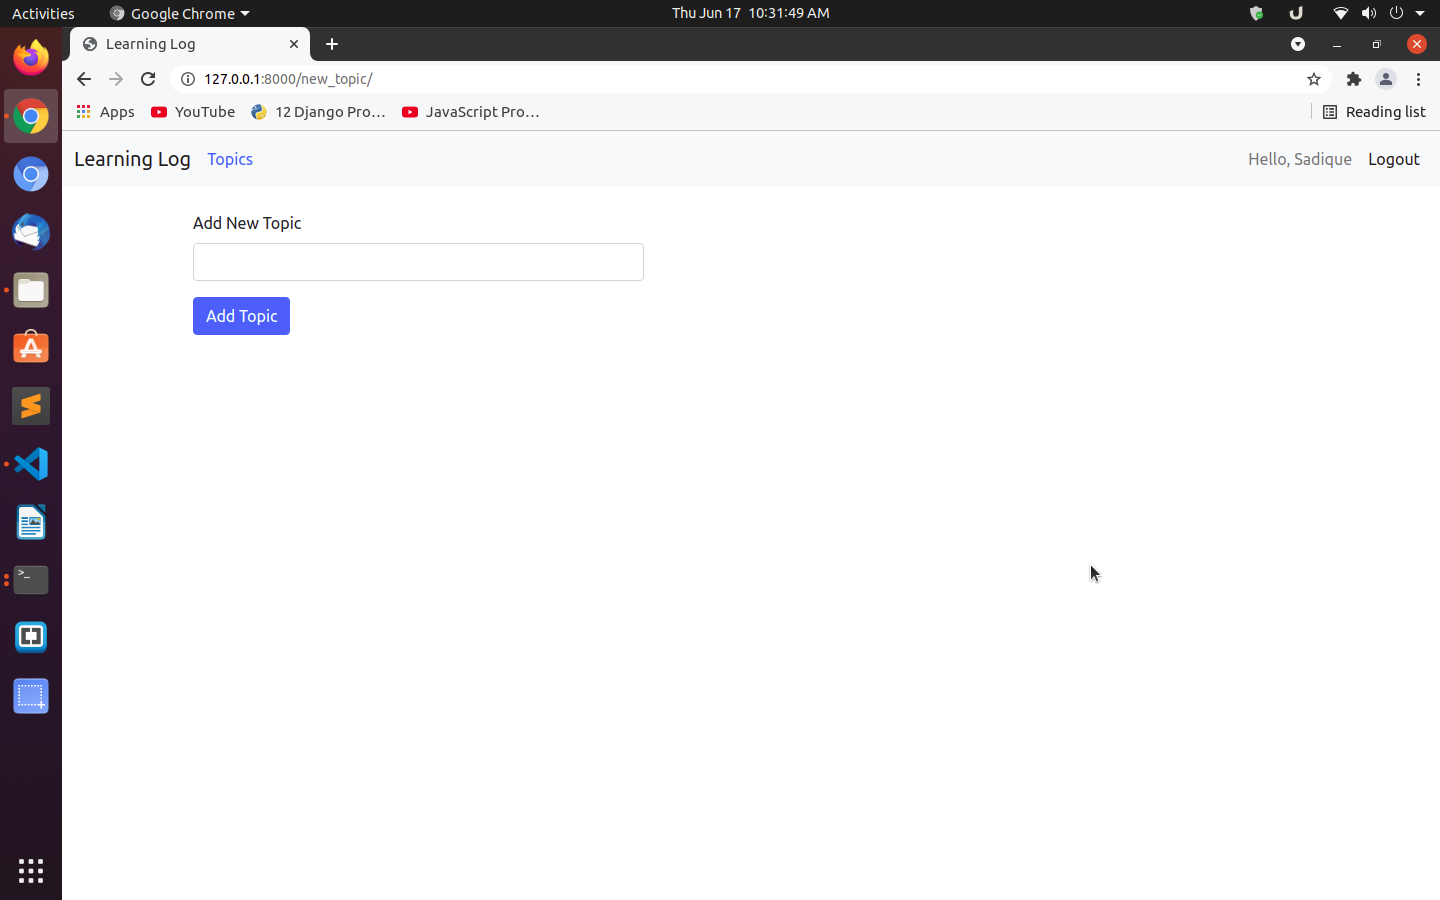 Activities Google Chrome Thu Jun 17 10:31:49 AM
Learning Log
127.0.0.1:8000/new_topic/
Apps YouTube 12 Django Pro... JavaScript Pro... Reading list
Learning Log Topics Hello, Sadique Logout
Add New Topic
Add Topic